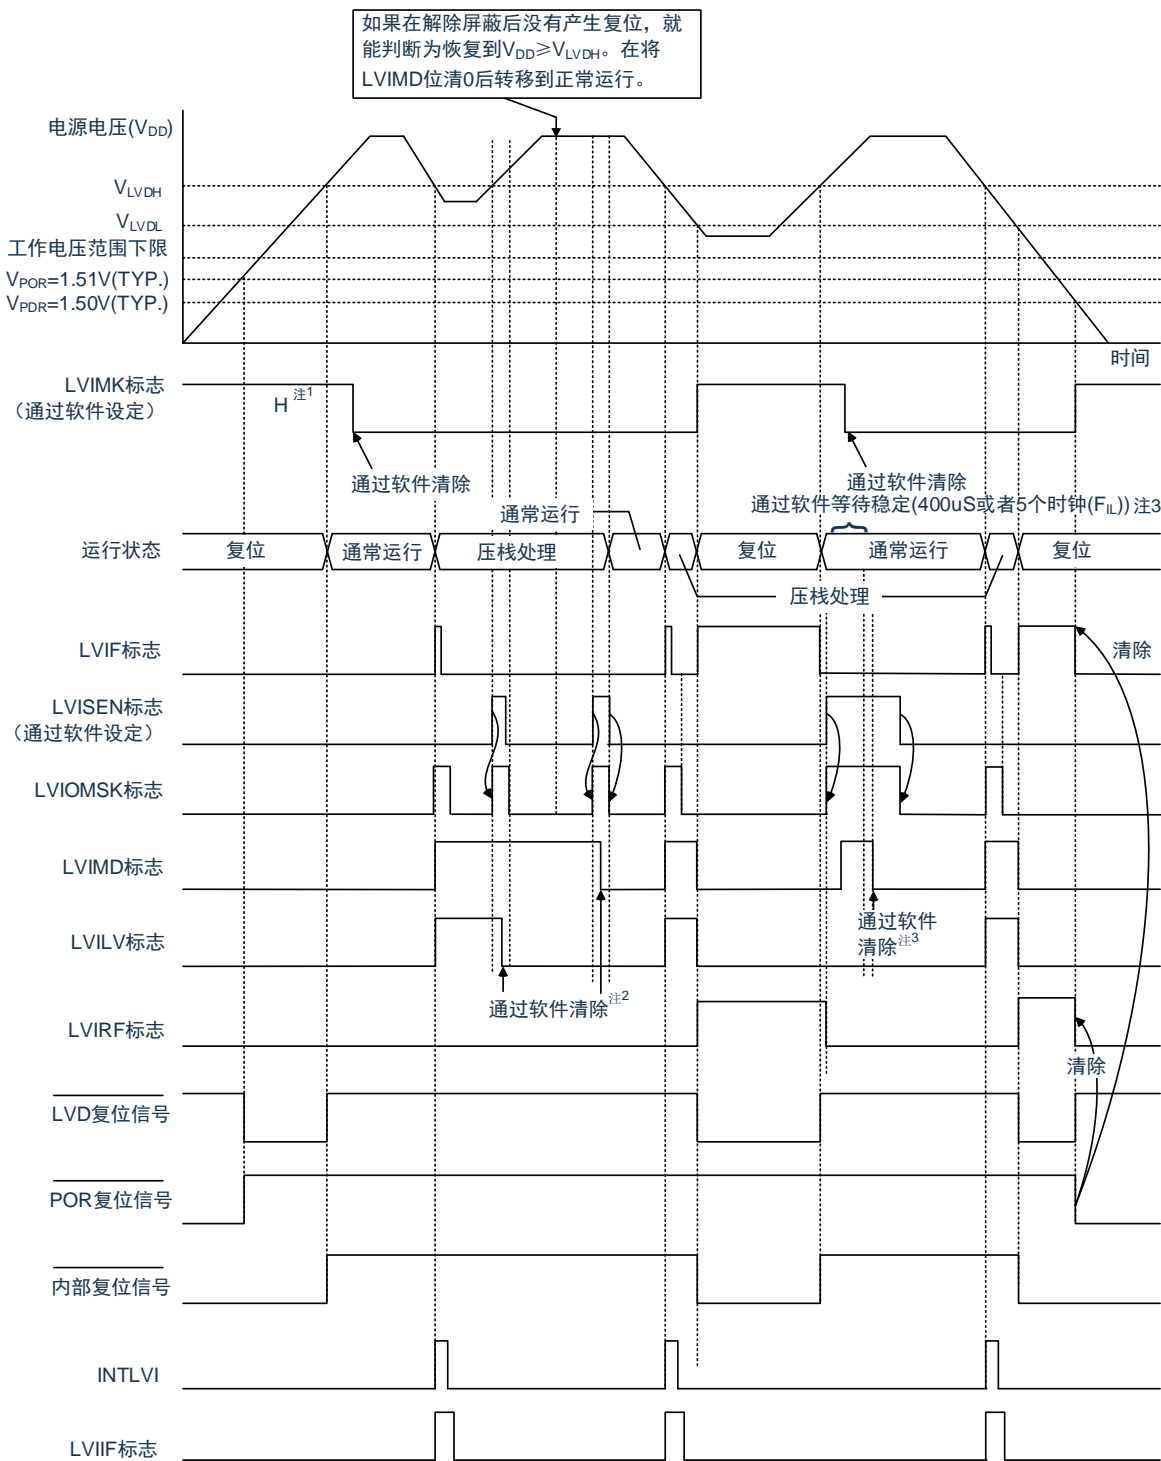 如果在解除屏蔽后没有产生复位，就
能判断为恢复到VDD≥VLVDH。在将
LVIMD位清0后转移到正常运行。
电源电压(VDD)
VLVDH
VLVDL
工作电压范围下限
VPOR=1.51V(TYP.)
VPDR=1.50V(TYP.)
时间
LVIMK标志
（通过软件设定）
H 注1
通过软件清除
通过软件清除
通过软件等待稳定(400uS或者5个时钟(FIL)) 注3
通常运行
运行状态
复位
通常运行
压栈处理
复位
通常运行
复位
压栈处理
LVIF标志
清除
LVISEN标志
（通过软件设定）
LVIOMSK标志
LVIMD标志
通过软件
清除注3
LVILV标志
通过软件清除注2
LVIRF标志
清除
LVD复位信号
POR复位信号
内部复位信号
INTLVI
LVIIF标志